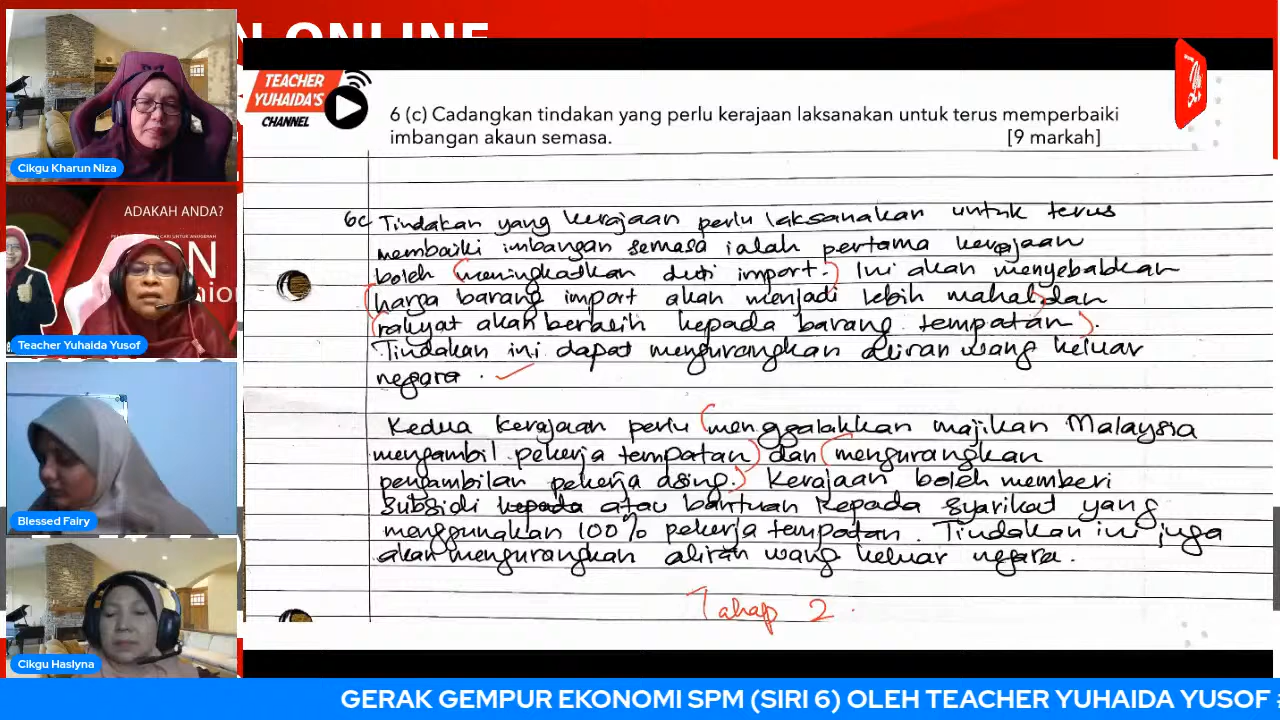 N ONLINE
TEACHER
YUHAIDA'S
CHANNEL
6 (c) Cadangkan tindakan yang perlu kerajaan laksanakan untuk terus memperbaiki
imbangan akaun semasa. [9 markah]
6c Tindakan yang kerajaan perlu laksanakan untuk terus
membaiki imbangan semasa ialah pertama kerajaan
boleh (meningkatkan duti import.) Ini akan menyebabkan
(harga barang import akan menjadi lebih mahal) dan
(rakyat akan beralih kepada barang tempatan).
Tindakan ini dapat mengurangkan aliran wang keluar
negara.
Kedua kerajaan perlu (menggalakkan majikan Malaysia
mengambil pekerja tempatan) dan (mengurangkan
pengambilan pekerja asing.) Kerajaan boleh memberi
subsidi kepada atau bantuan kepada syarikat yang
menggunakan 100% pekerja tempatan. Tindakan ini juga
akan mengurangkan aliran wang keluar negara.
Tahap 2.
Cikgu Kharun Niza
ADAKAH ANDA?
Teacher Yuhaida Yusof
Blessed Fairy
Cikgu Haslyna
GERAK GEMPUR EKONOMI SPM (SIRI 6) OLEH TEACHER YUHAIDA YUSOF